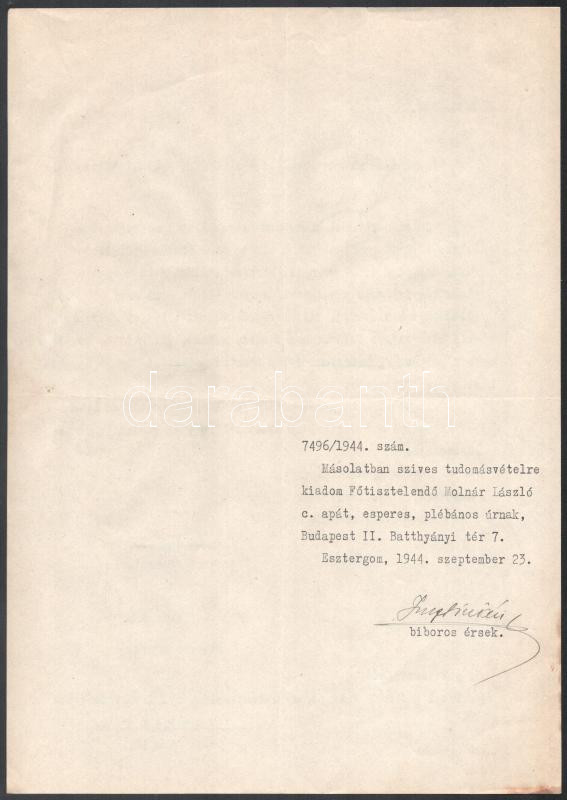 darabanth
7496/1944. szám.
Másolatban szives tudomásvételre
kiadom Főtisztelendő Molnár László
c. apát, esperes, plébános úrnak,
Budapest II. Batthyányi tér 7.
Esztergom, 1944. szeptember 23.
biboros érsek.